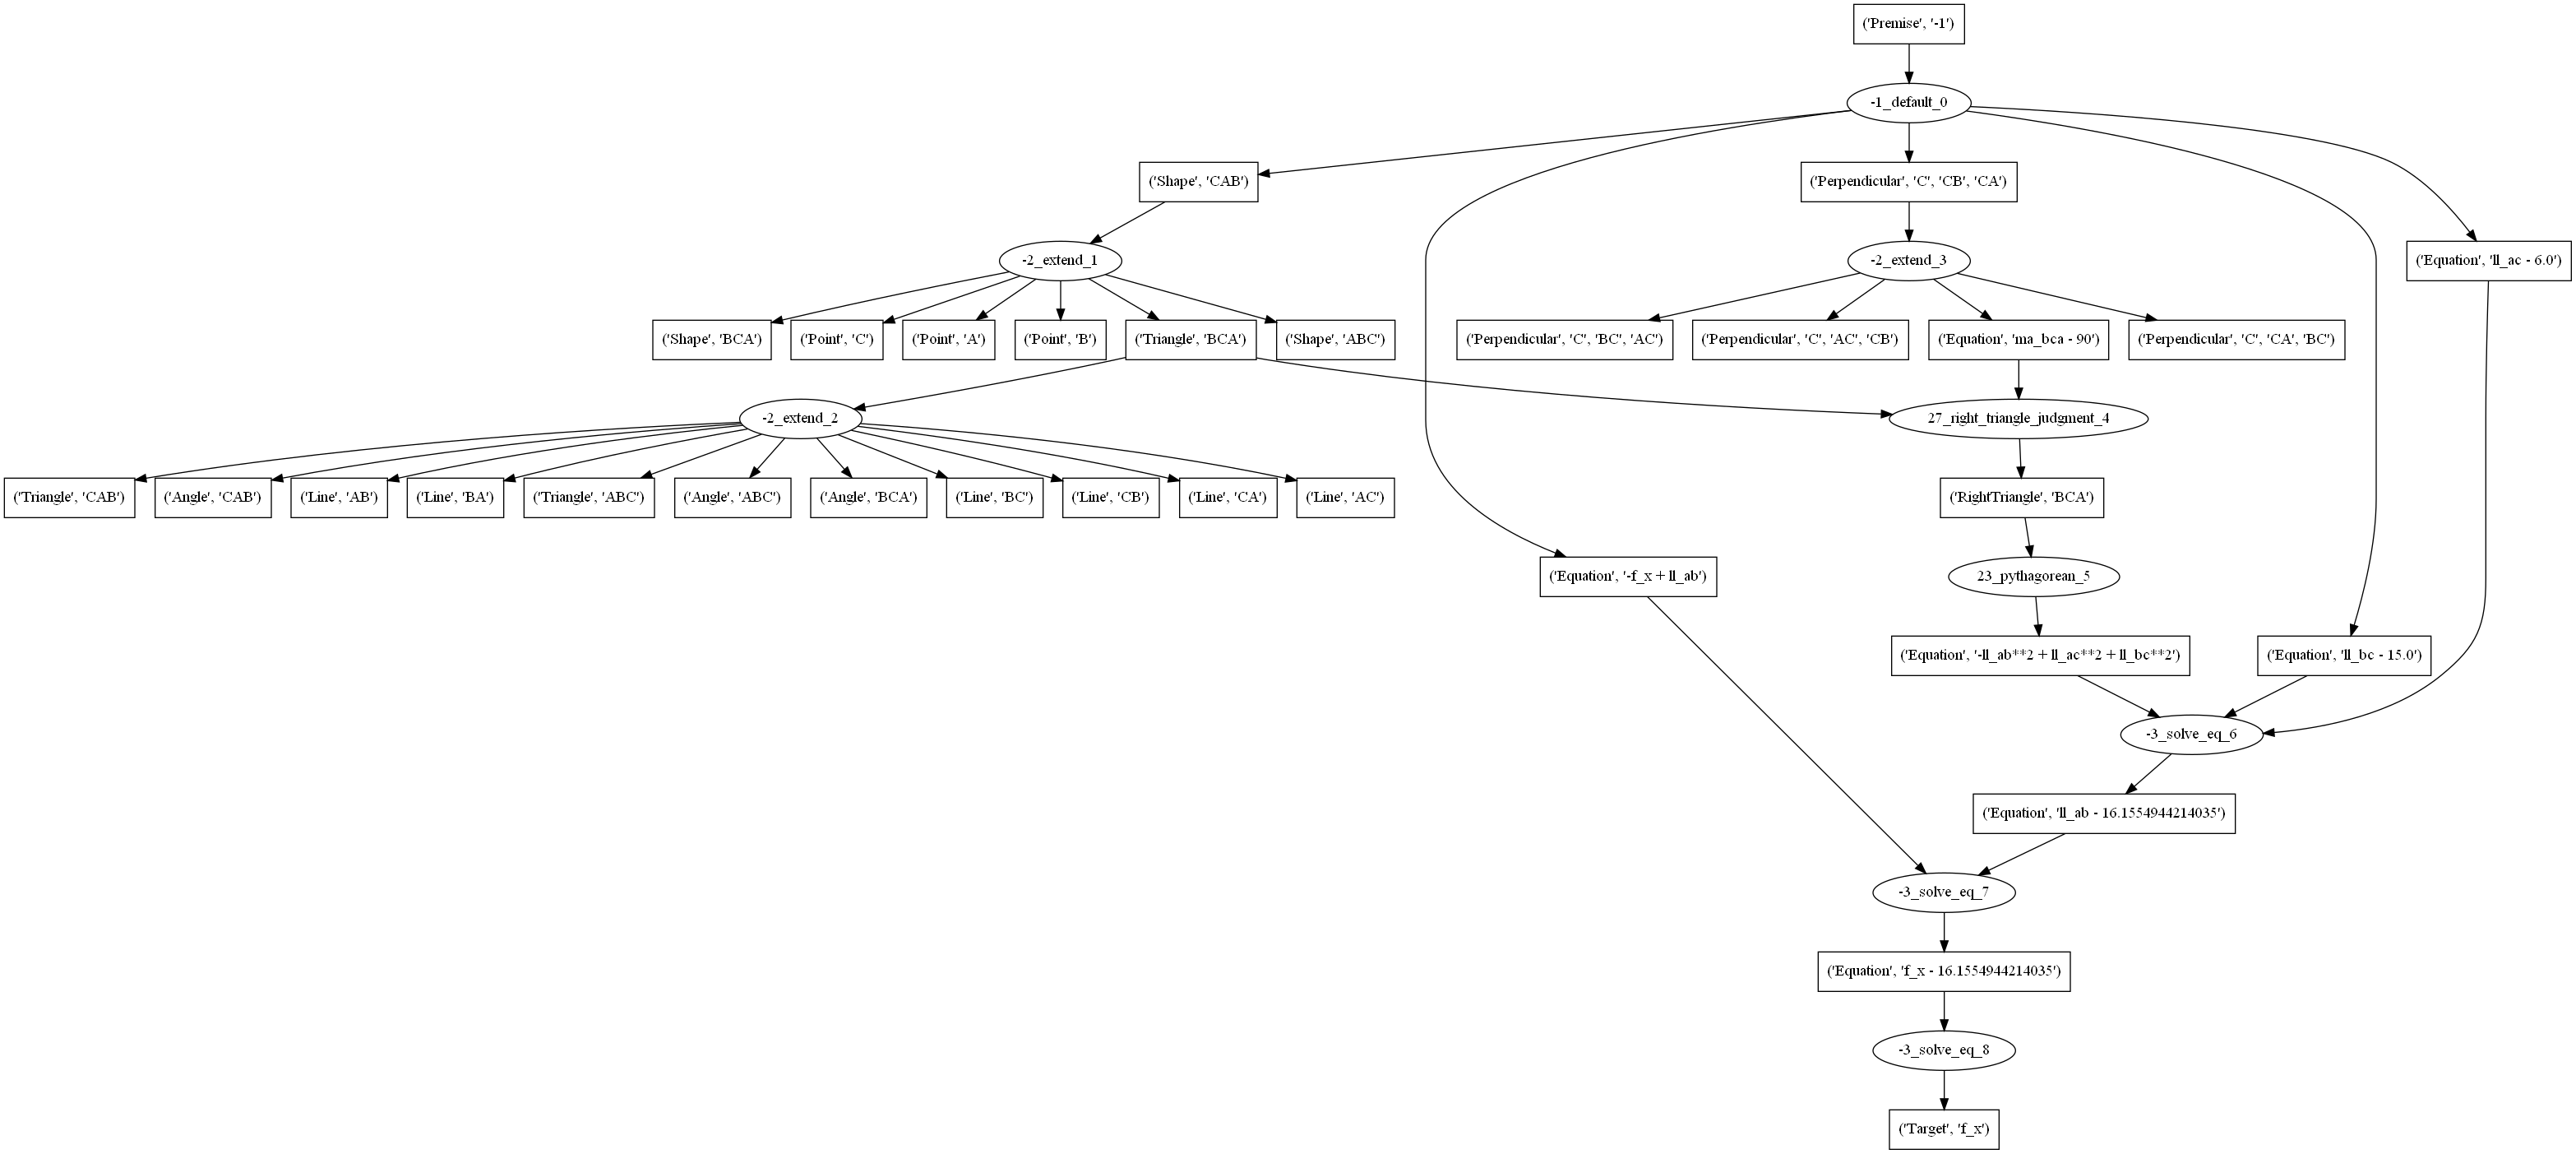 ('Premise', '-1')
-1_default_0
('Shape', 'CAB')
('Perpendicular', 'C', 'CB', 'CA')
-2_extend_1
-2_extend_3
('Equation', 'll_ac - 6.0')
('Shape', 'BCA')
('Point', 'C')
('Point', 'A')
('Point', 'B')
('Triangle', 'BCA')
('Shape', 'ABC')
('Perpendicular', 'C', 'BC', 'AC')
('Perpendicular', 'C', 'AC', 'CB')
('Equation', 'ma_bca - 90')
('Perpendicular', 'C', 'CA', 'BC')
-2_extend_2
27_right_triangle_judgment_4
('Triangle', 'CAB')
('Angle', 'CAB')
('Line', 'AB')
('Line', 'BA')
('Triangle', 'ABC')
('Angle', 'ABC')
('Angle', 'BCA')
('Line', 'BC')
('Line', 'CB')
('Line', 'CA')
('Line', 'AC')
('RightTriangle', 'BCA')
('Equation', '-f_x + ll_ab')
23_pythagorean_5
('Equation', '-ll_ab**2 + ll_ac**2 + ll_bc**2')
('Equation', 'll_bc - 15.0')
-3_solve_eq_6
('Equation', 'll_ab - 16.1554944214035')
-3_solve_eq_7
('Equation', 'f_x - 16.1554944214035')
-3_solve_eq_8
('Target', 'f_x')